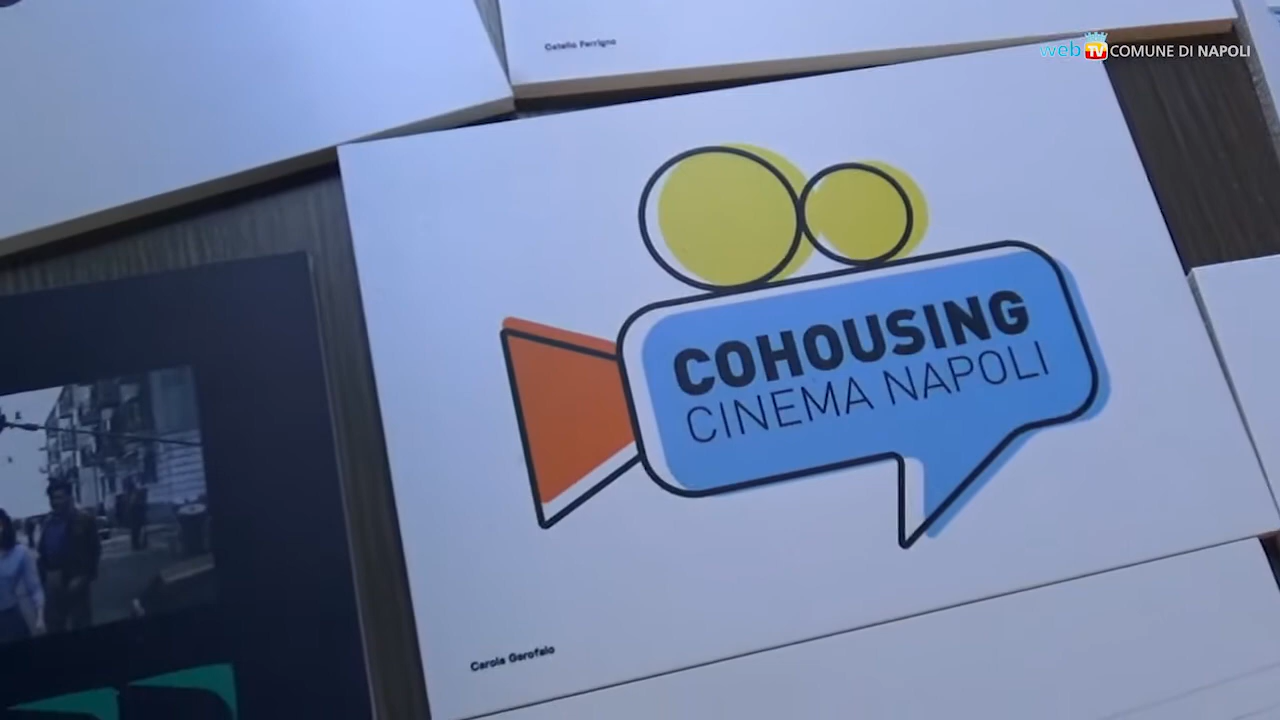 Catello Perrigno
web TV COMUNE DI NAPOLI
COHOUSING
CINEMA NAPOLI
Carola Garofalo